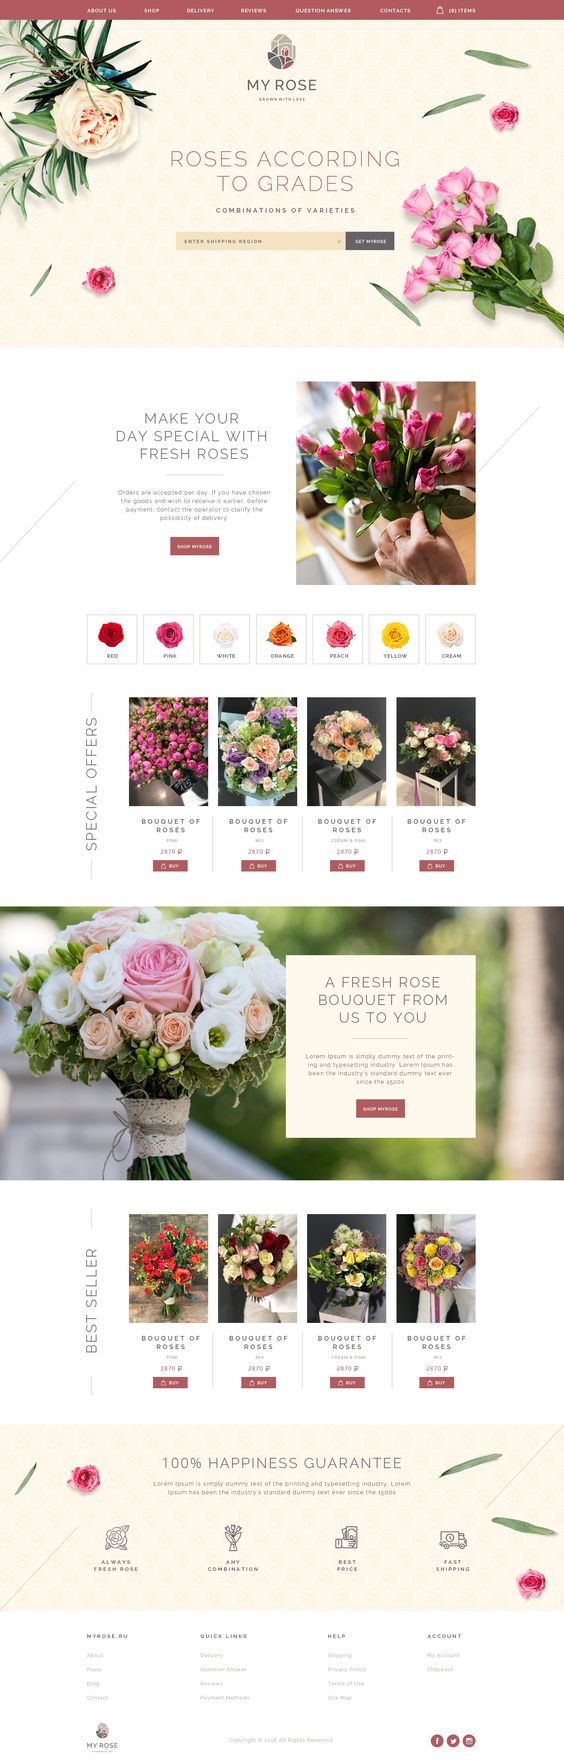 ABOUT US
SHOP
DELIVERY
REVIEWS
QUESTION ANSWER
CONTACTS
(0) ITEMS
MY ROSE
GROWN WITH LOVE
ROSES ACCORDING
TO GRADES
COMBINATIONS OF VARIETIES
ENTER SHIPPING REGION
GET MYROSE
MAKE YOUR
DAY SPECIAL WITH
FRESH ROSES
Orders are accepted per day. If you have chosen
the goods and wish to receive it earlier, before
payment, contact the operator to clarify the
possibility of delivery.
SHOP MYROSE
RED
PINK
WHITE
ORANGE
PEACH
YELLOW
CREAM
SPECIAL OFFERS
BOUQUET OF
ROSES
PINK
2870 ₽
BUY
BOUQUET OF
ROSES
MIX
2870 ₽
BUY
BOUQUET OF
ROSES
CREAM & PINK
2870 ₽
BUY
BOUQUET OF
ROSES
MIX
2870 ₽
BUY
A FRESH ROSE
BOUQUET FROM
US TO YOU
Lorem Ipsum is simply dummy text of the print-
ing and typesetting industry. Lorem Ipsum has
been the industry's standard dummy text ever
since the 1500s
SHOP MYROSE
BEST SELLER
BOUQUET OF
ROSES
PINK
2870 ₽
BUY
BOUQUET OF
ROSES
MIX
2870 ₽
BUY
BOUQUET OF
ROSES
CREAM & PINK
2870 ₽
BUY
BOUQUET OF
ROSES
MIX
2870 ₽
BUY
100% HAPPINESS GUARANTEE
Lorem Ipsum is simply dummy text of the printing and typesetting industry. Lorem
Ipsum has been the industry's standard dummy text ever since the 1500s
ALWAYS
FRESH ROSE
ANY
COMBINATION
BEST
PRICE
FAST
SHIPPING
MYROSE.RU
About
Press
Blog
Contact
QUICK LINKS
Delivery
Question Answer
Reviews
Payment Methods
HELP
Shipping
Privacy Policy
Terms of Use
Site Map
ACCOUNT
My Account
Checkout
MY ROSE
Copyright © 2018 All Rights Reserved